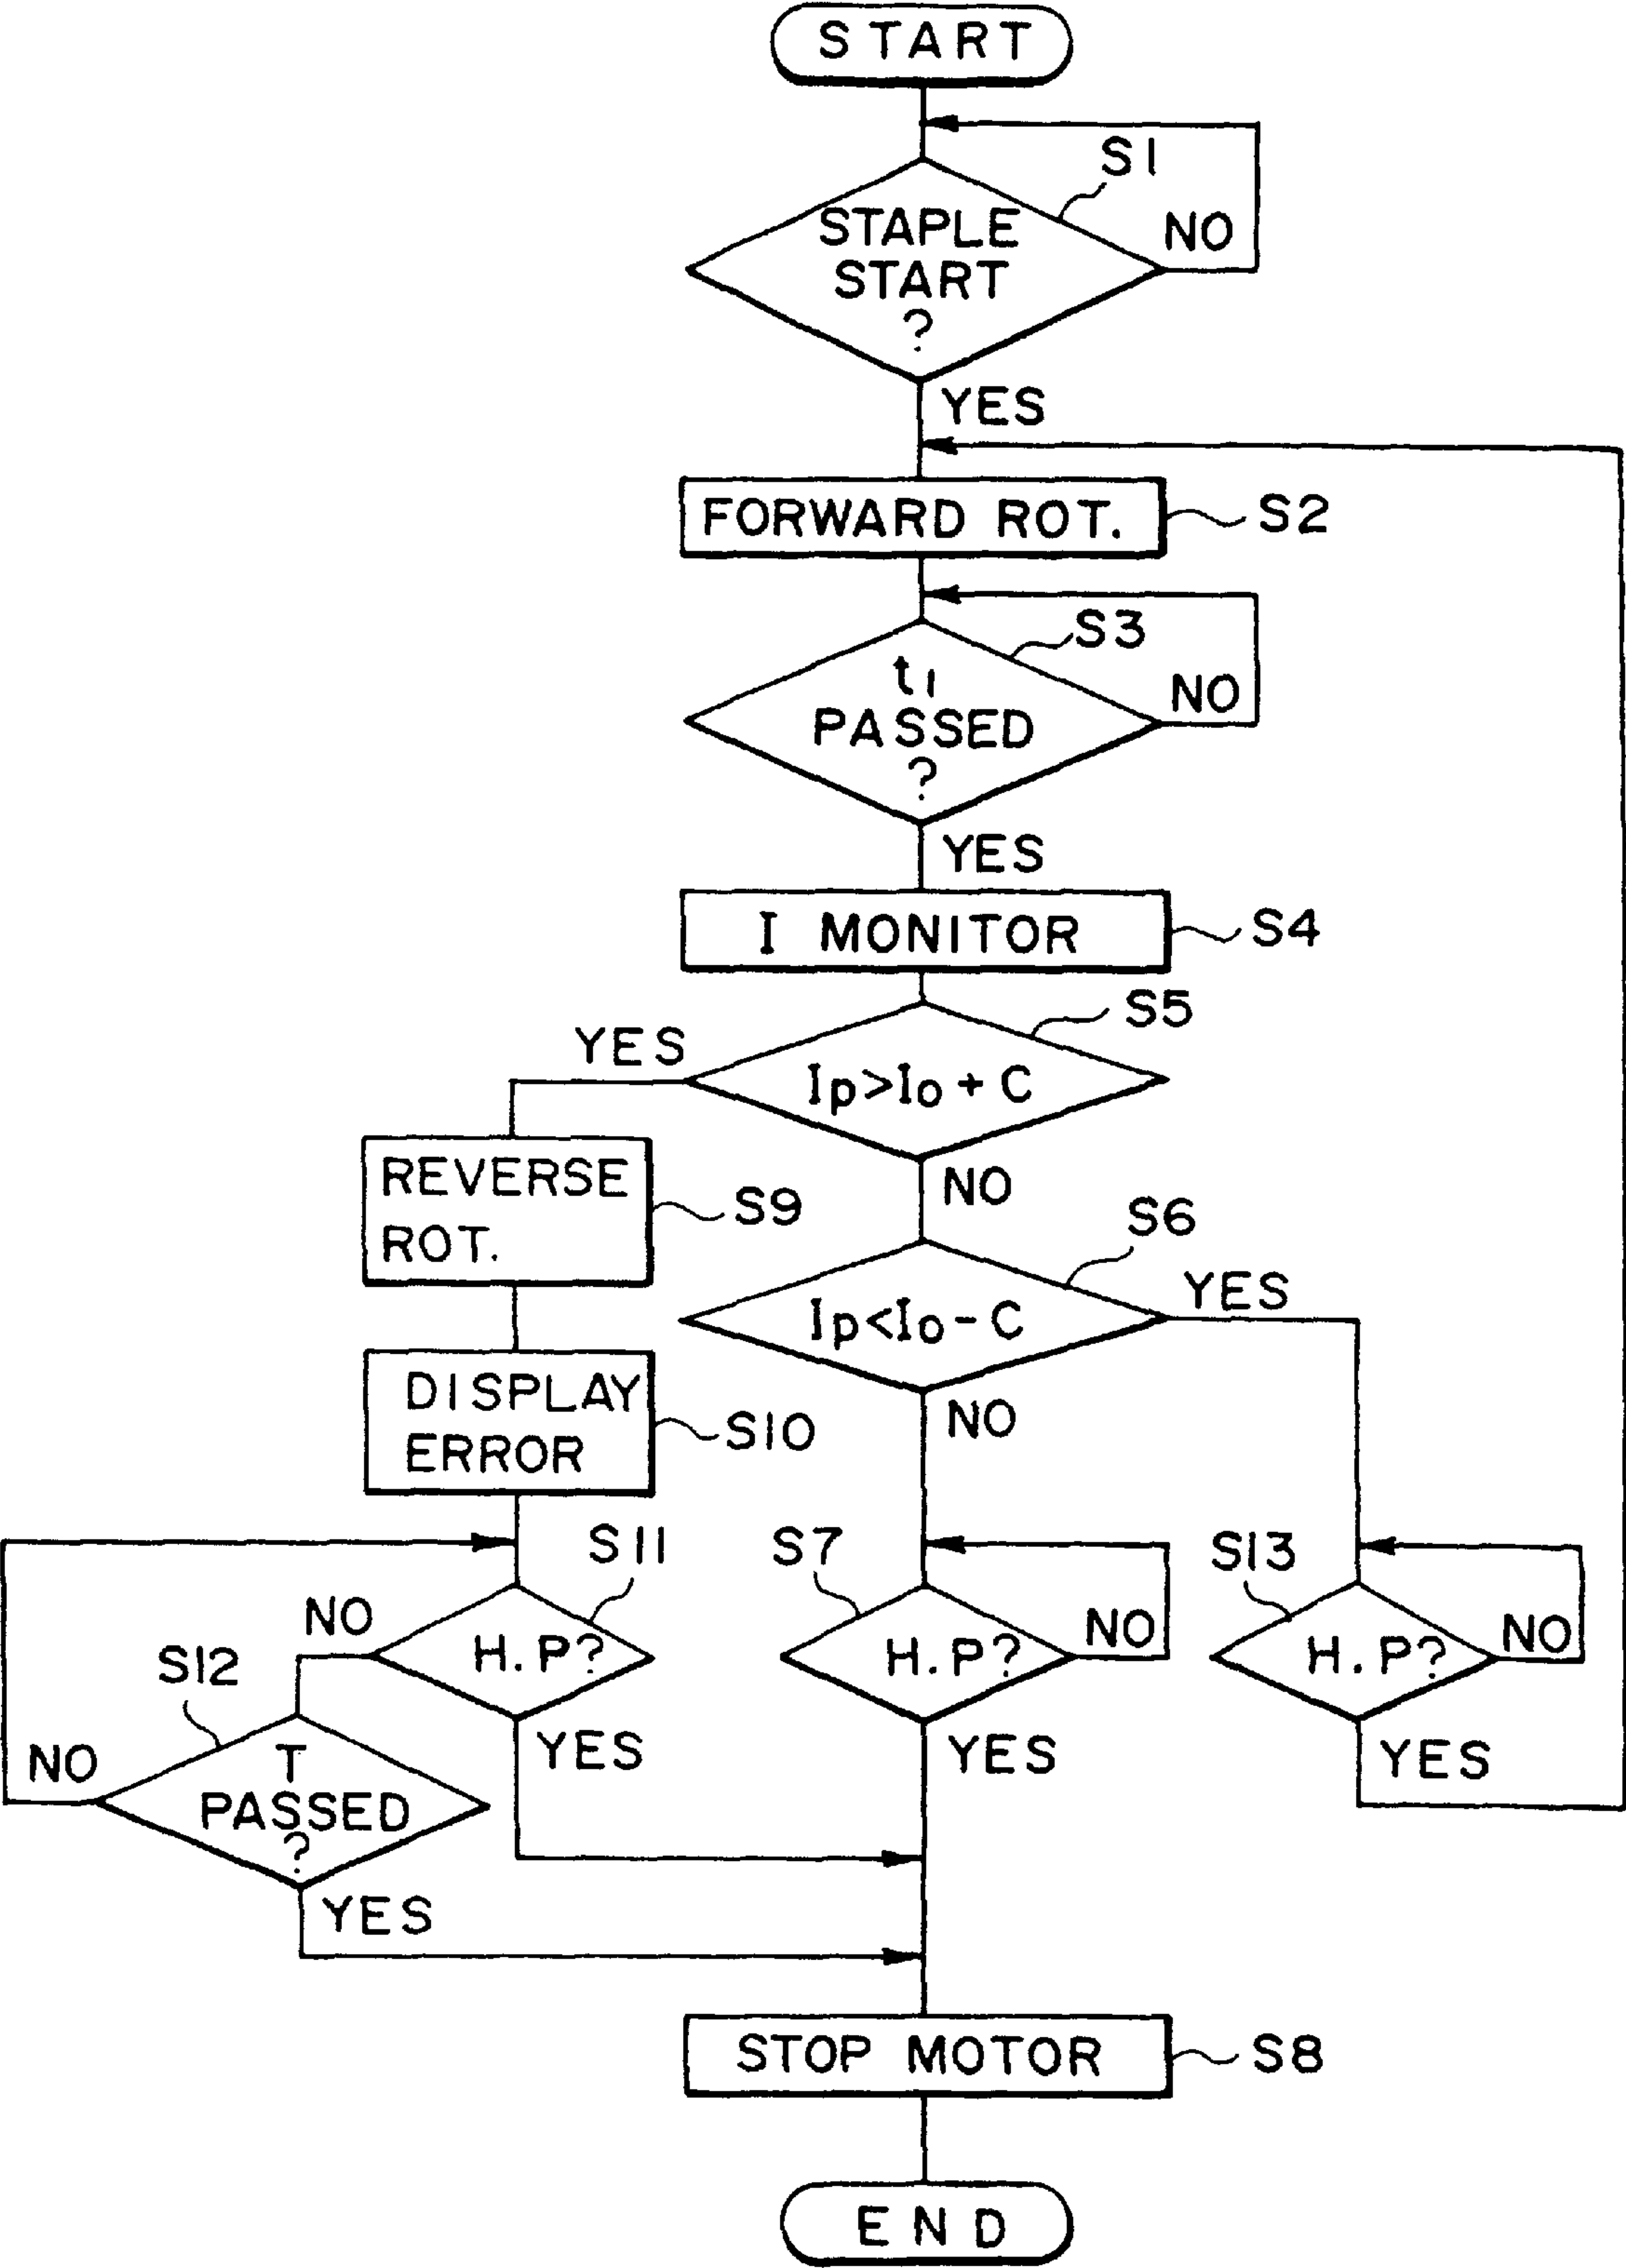 START
S1
STAPLE
START
?
NO
YES
FORWARD ROT.
S2
S3
t1
PASSED
?
NO
YES
I MONITOR
S4
S5
YES
Ip>Io + C
REVERSE
ROT.
S9
NO
S6
YES
Ip<Io - C
DISPLAY
ERROR
S10
NO
S11
S7
S13
NO
H.P?
H.P?
NO
H.P?
NO
S12
YES
YES
YES
NO
T
PASSED
?
YES
STOP MOTOR
S8
END